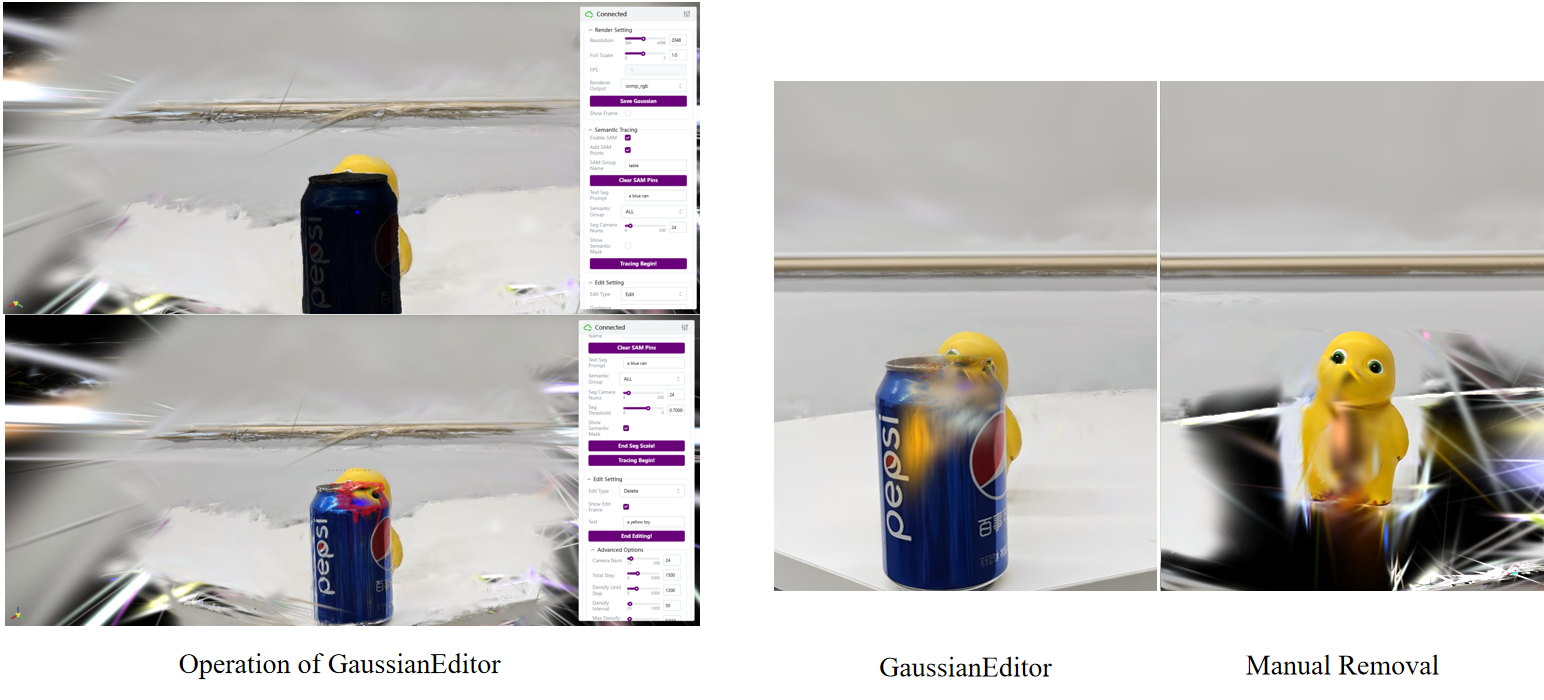 Connected
Render Setting
Resolution
2048
FoV Scaler
1.0
FPS
Renderer
Output
comp_rgb
Save Gaussian
Show Frame
Semantic Tracing
Enable SAM
Add SAM
Points
SAM Group
Name
table
Clear SAM Pins
Text Seg
Prompt
a blue can
Semantic
Group
ALL
Seg Camera
Nums
24
Show
Semantic
Mask
Tracing Begin!
Edit Setting
Edit Type
Edit
pepsi
Connected
Name
Clear SAM Pins
Text Seg
Prompt
a blue can
Semantic
Group
ALL
Seg Camera
Nums
24
Seg
Threshold
Show
Semantic
Mask
End Seg Scale!
Tracing Begin!
Edit Setting
Edit Type
Delete
Show Edit
Frame
Text
a yellow toy
End Editing!
Advanced Options
Camera Num
24
Total Step
1500
Density Until
Step
1300
Density
Interval
50
Max Density
pepsi
pepsi
百事
Operation of GaussianEditor
GaussianEditor
Manual Removal